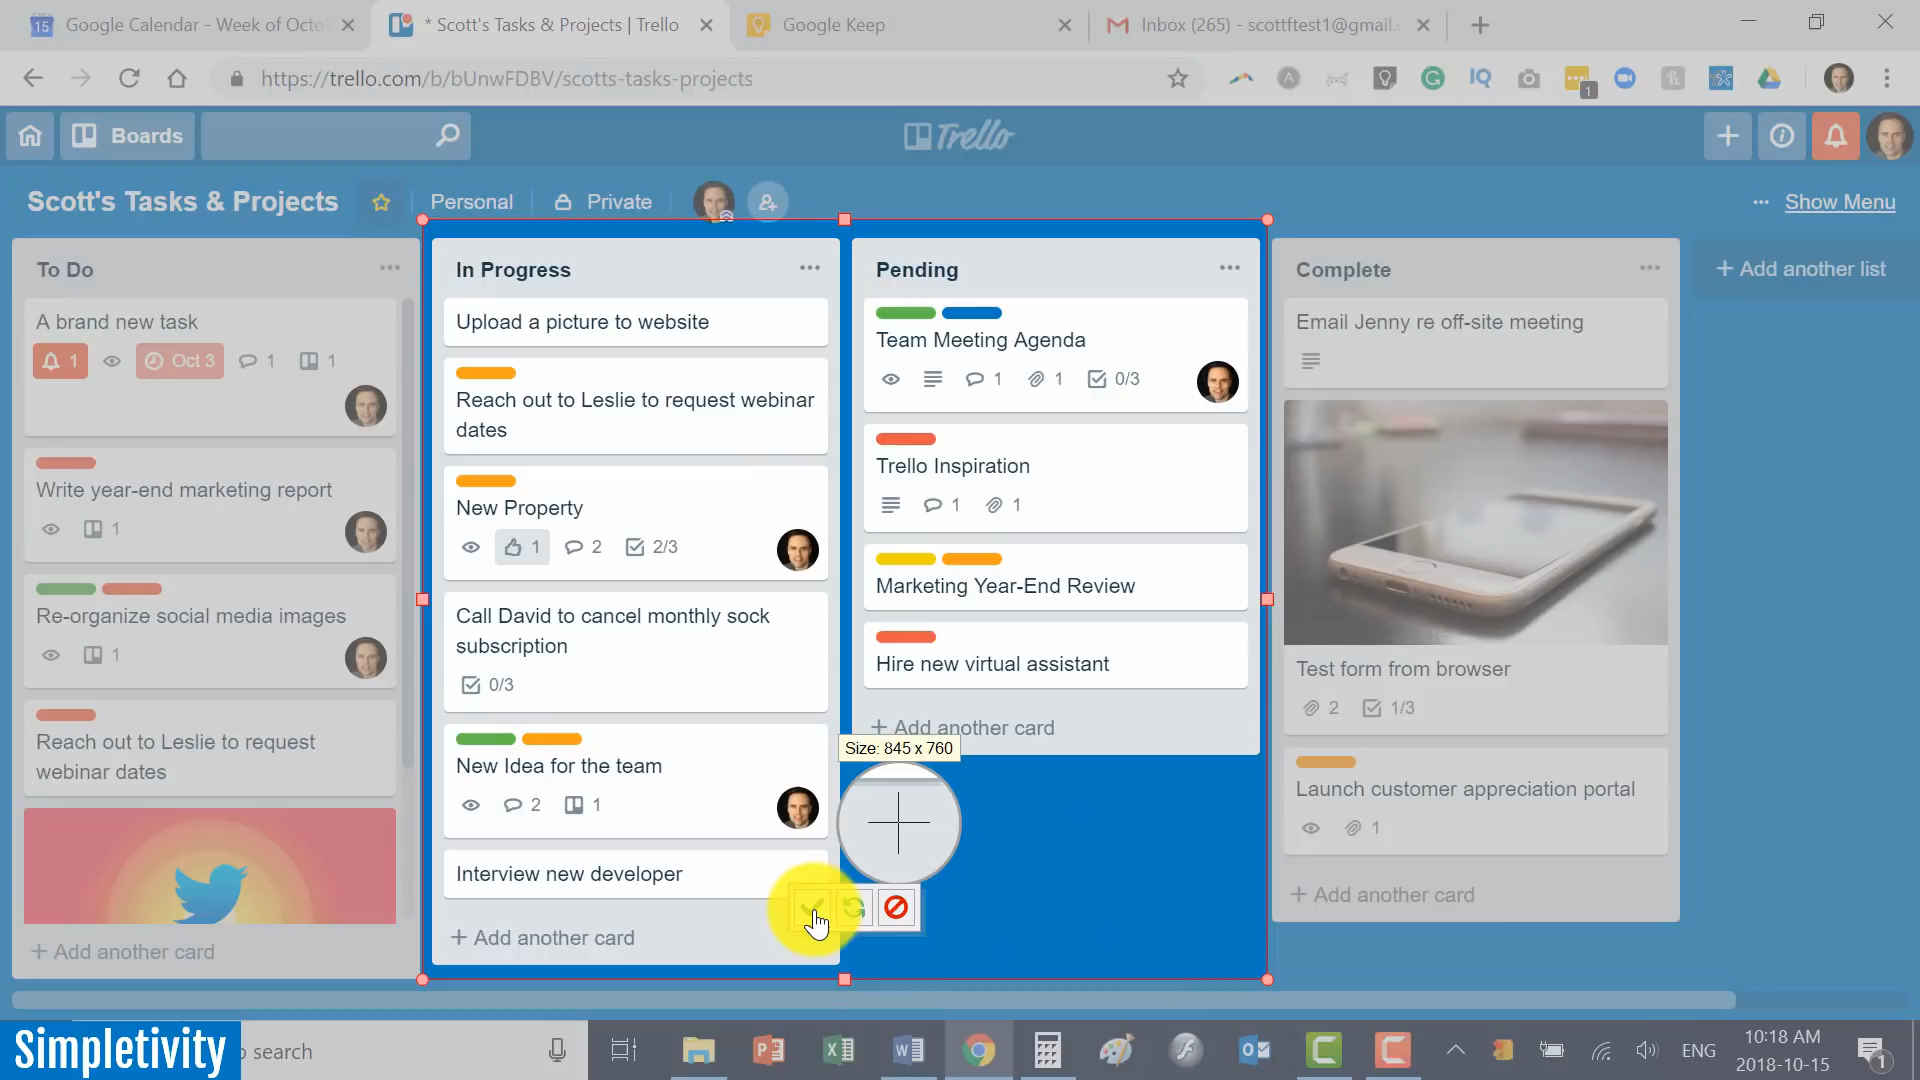 15
Google Calendar - Week of Octo
* Scott's Tasks & Projects | Trello
Google Keep
Inbox (265) - scottftest1@gmail.
https://trello.com/b/bUnwFDBV/scotts-tasks-projects
1
Boards
Trello
Scott's Tasks & Projects
Personal
Private
Show Menu
To Do
A brand new task
1
Oct 3
1
1
Write year-end marketing report
1
Re-organize social media images
1
Reach out to Leslie to request
webinar dates
+ Add another card
In Progress
Upload a picture to website
Reach out to Leslie to request webinar
dates
New Property
1
2
2/3
Call David to cancel monthly sock
subscription
0/3
New Idea for the team
2
1
Interview new developer
+ Add another card
Pending
Team Meeting Agenda
1
1
0/3
Trello Inspiration
1
1
Marketing Year-End Review
Hire new virtual assistant
+ Add another card
Size: 845 x 760
Complete
Email Jenny re off-site meeting
Test form from browser
2
1/3
Launch customer appreciation portal
1
+ Add another card
+ Add another list
Simpletivity
o search
ENG
10:18 AM
2018-10-15
1